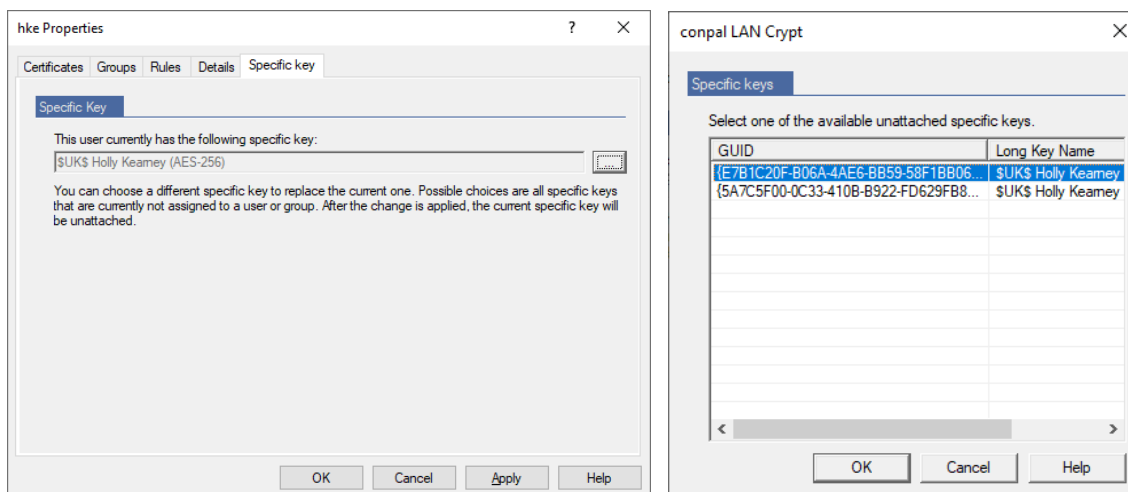 hke Properties
?
Certificates Groups Rules Details Specific key
Specific Key
This user currently has the following specific key:
$UK$ Holly Kearney (AES-256)
...
You can choose a different specific key to replace the current one. Possible choices are all specific keys
that are currently not assigned to a user or group. After the change is applied, the current specific key will
be unattached.
OK Cancel Apply Help
conpal LAN Crypt
Specific keys
Select one of the available unattached specific keys.
GUID Long Key Name
{E7B1C20F-B06A-4AE6-BB59-58F1BB06... $UK$ Holly Kearney
{5A7C5F00-0C33-410B-B922-FD629FB8... $UK$ Holly Kearney
OK Cancel Help